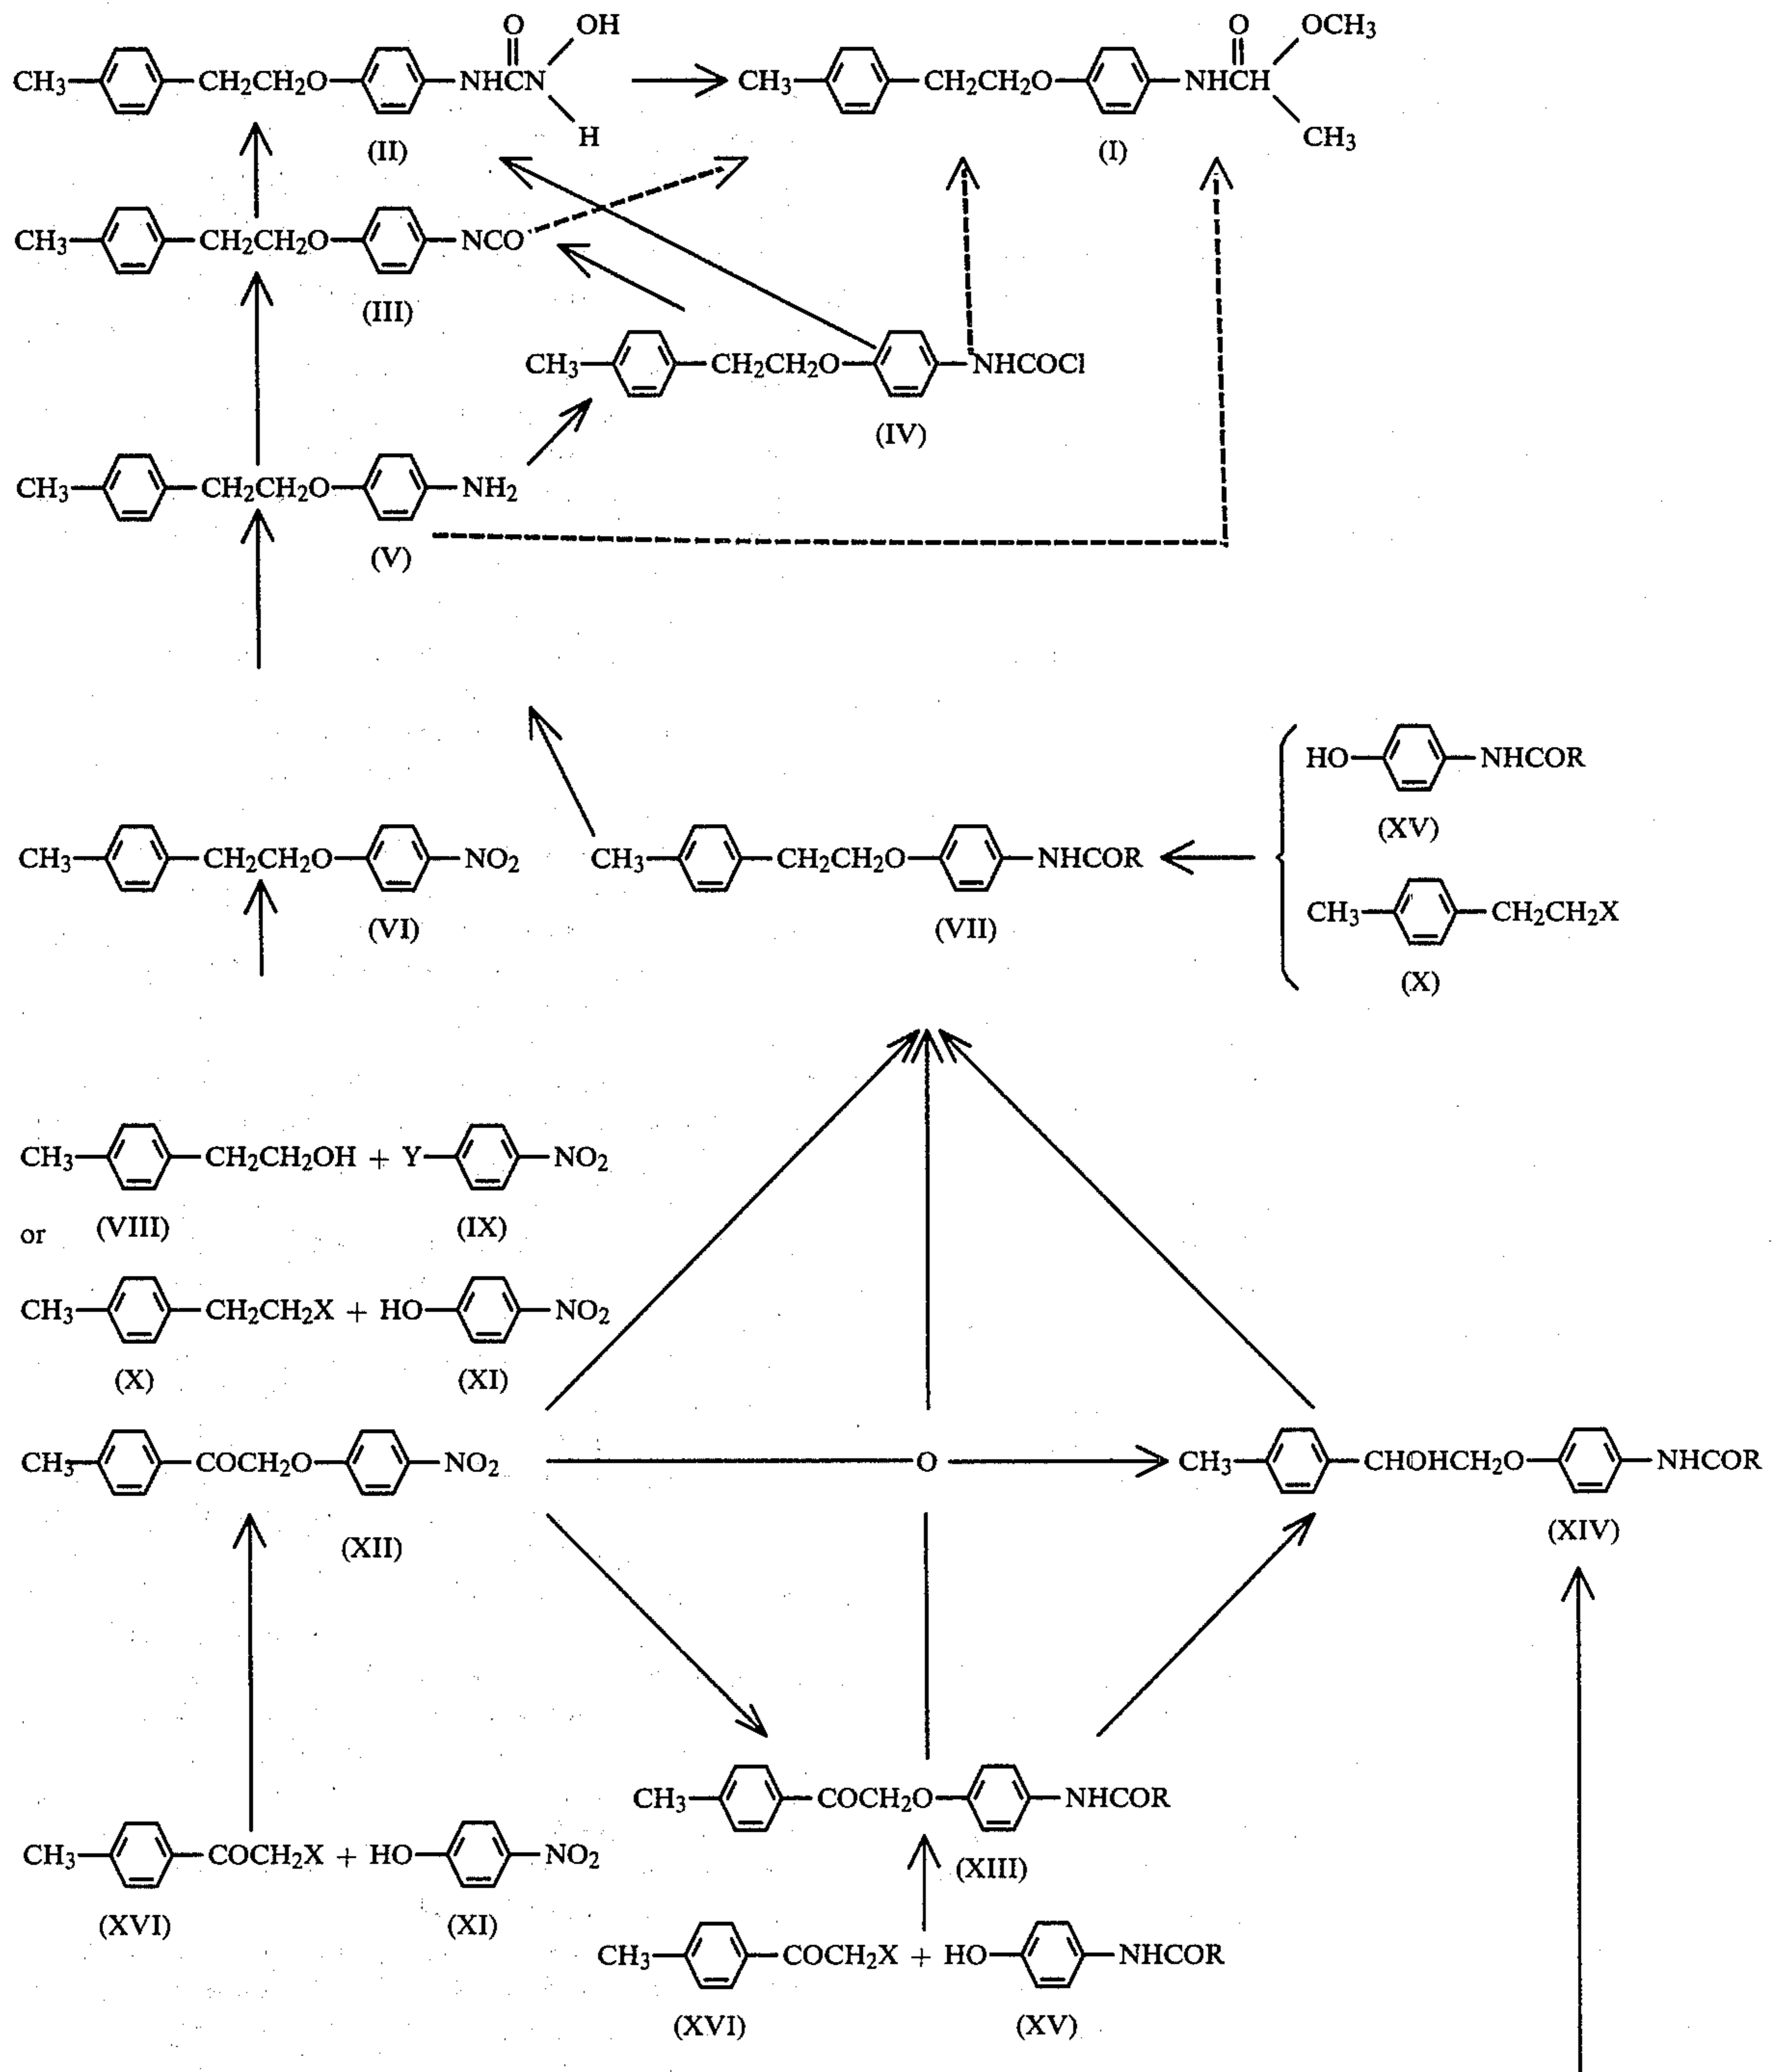 CH3 CH2CH2O NHCN O OH H (II) CH3 CH2CH2O NHCH O OCH3 CH3 (I)
CH3 CH2CH2O NCO
(III)
CH3 CH2CH2O NHCOCl
(IV)
CH3 CH2CH2O NH2
(V)
HO NHCOR
(XV)
CH3 CH2CH2O NO2 CH3 CH2CH2O NHCOR
(VI) (VII)
CH3 CH2CH2X
(X)
CH3 CH2CH2OH + Y NO2
or (VIII) (IX)
CH3 CH2CH2X + HO NO2
(X) (XI)
CH3 COCH2O NO2 O CH3 CHOHCH2O NHCOR
(XII) (XIV)
CH3 COCH2O NHCOR
(XIII)
CH3 COCH2X + HO NO2
(XVI) (XI)
CH3 COCH2X + HO NHCOR
(XVI) (XV)